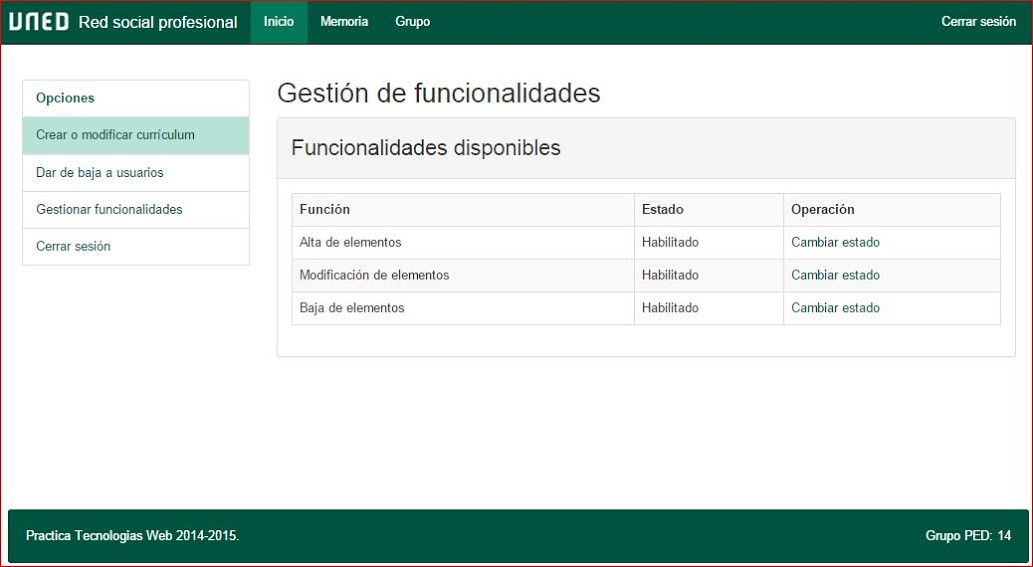 UNED Red social profesional Inicio Memoria Grupo Cerrar sesión
Opciones
Crear o modificar currículum
Dar de baja a usuarios
Gestionar funcionalidades
Cerrar sesión
Gestión de funcionalidades
Funcionalidades disponibles
Función Estado Operación
Alta de elementos Habilitado Cambiar estado
Modificación de elementos Habilitado Cambiar estado
Baja de elementos Habilitado Cambiar estado
Practica Tecnologias Web 2014-2015. Grupo PED: 14